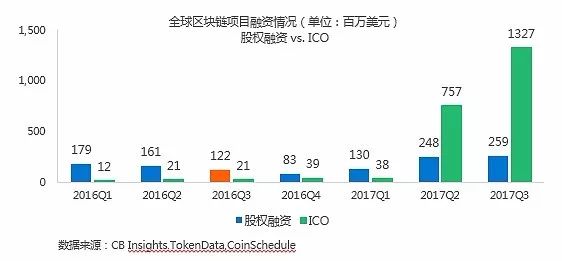 全球区块链项目融资情况（单位：百万美元）
股权融资 vs. ICO
1,500
1,000
500
0
179 12 161 21 122 21 83 39 130 38 248 757 259 1327
2016Q1 2016Q2 2016Q3 2016Q4 2017Q1 2017Q2 2017Q3
股权融资 ICO
数据来源：CB Insights.TokenData,CoinSchedule